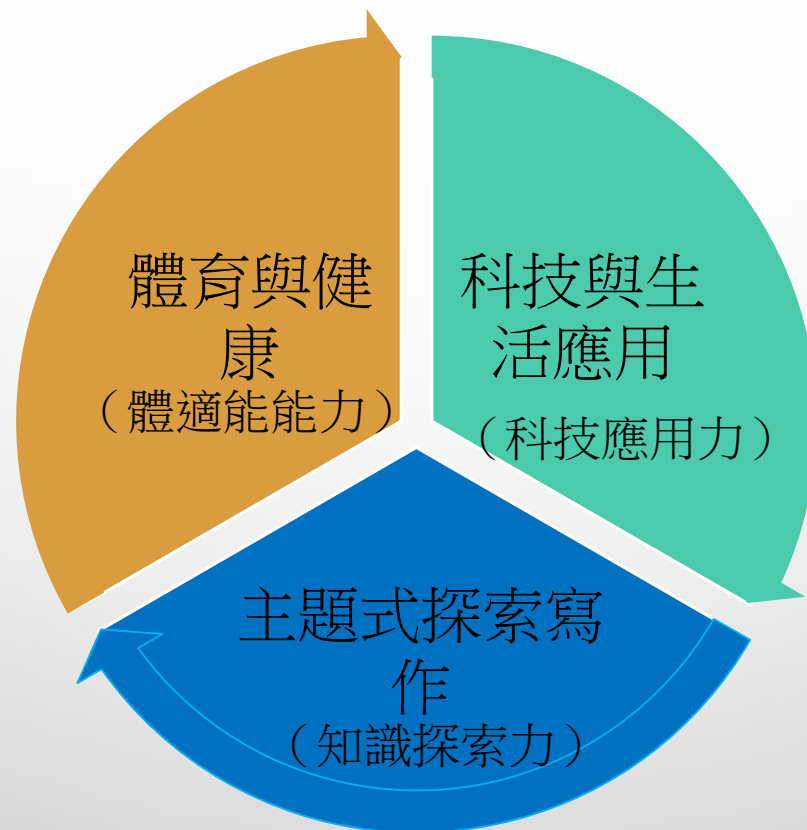 體育與健
康
（體適能能力）
科技與生
活應用
（科技應用力）
主題式探索寫
作
（知識探索力）